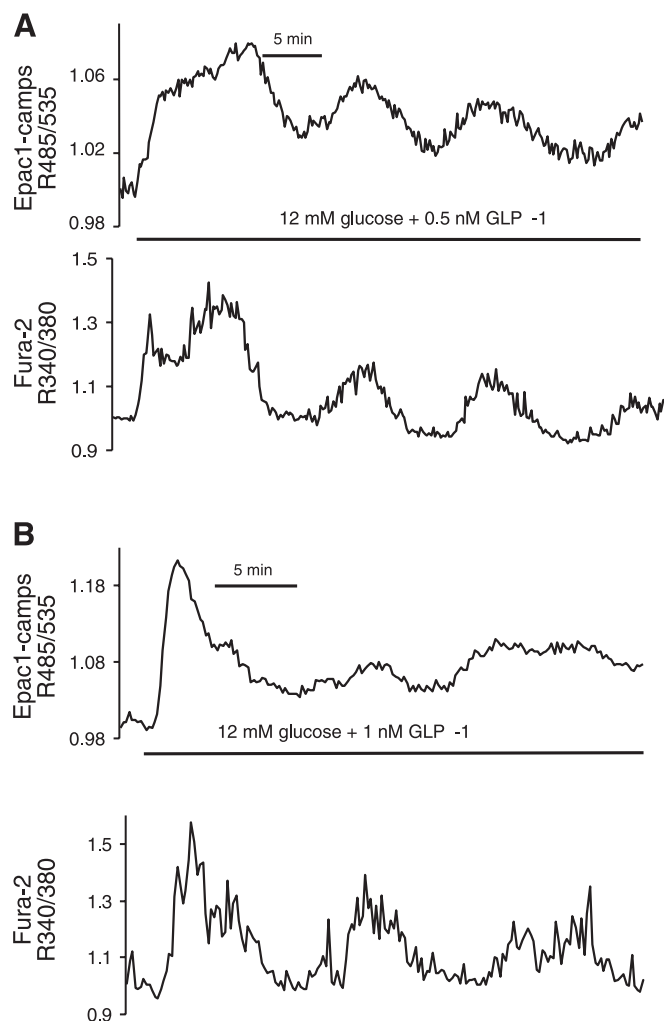 A
5 min
Epac1-camps
R485/535
1.06
1.02
0.98
12 mM glucose + 0.5 nM GLP -1
Fura-2
R340/380
1.5
1.3
1.1
0.9
B
5 min
Epac1-camps
R485/535
1.18
1.08
0.98
12 mM glucose + 1 nM GLP -1
Fura-2
R340/380
1.5
1.3
1.1
0.9